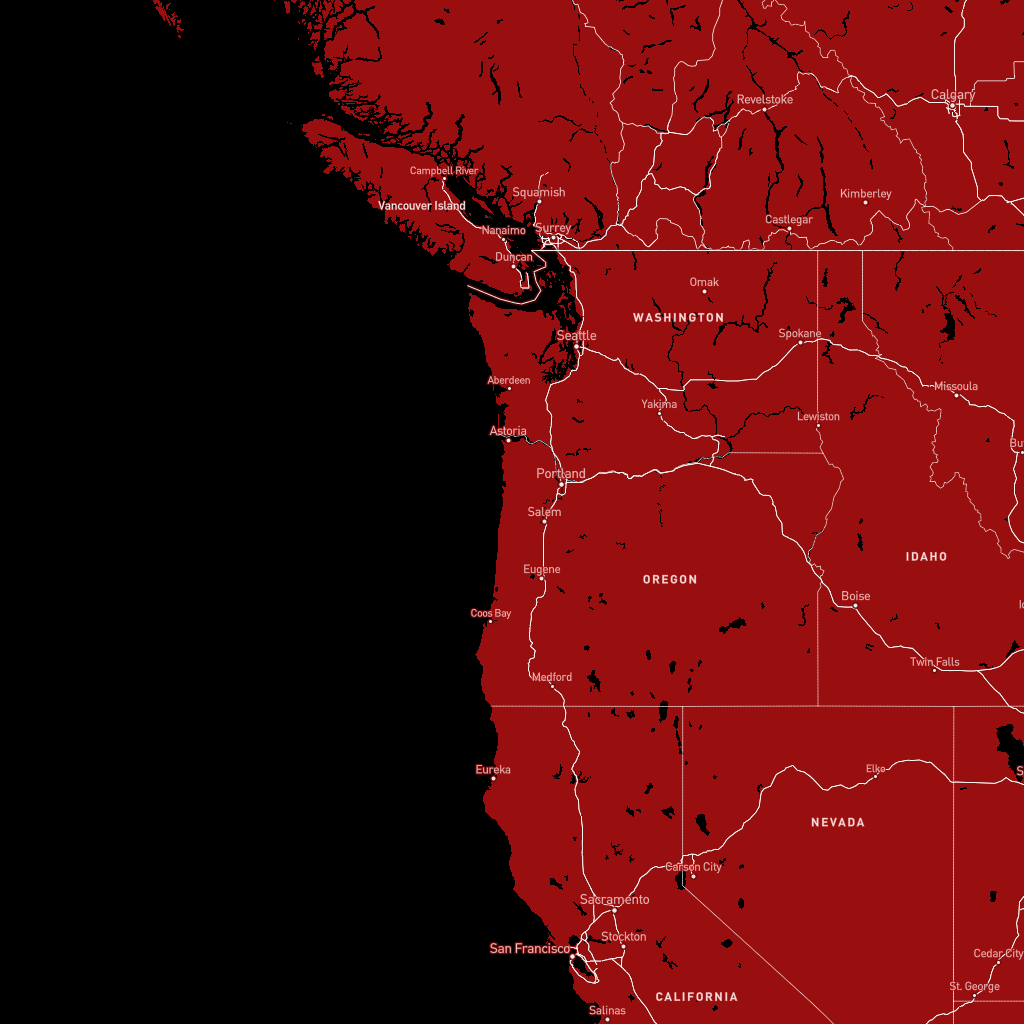 Calgary
Revelstoke
Campbell River
Squamish
Kimberley
Vancouver Island
Castlegar
Nanaimo
Surrey
Duncan
Omak
WASHINGTON
Seattle
Spokane
Aberdeen
Missoula
Yakima
Lewiston
Astoria
Portland
Salem
IDAHO
Eugene
OREGON
Boise
Coos Bay
Twin Falls
Medford
Eureka
Elko
NEVADA
Carson City
Sacramento
Stockton
San Francisco
Cedar City
St. George
CALIFORNIA
Salinas